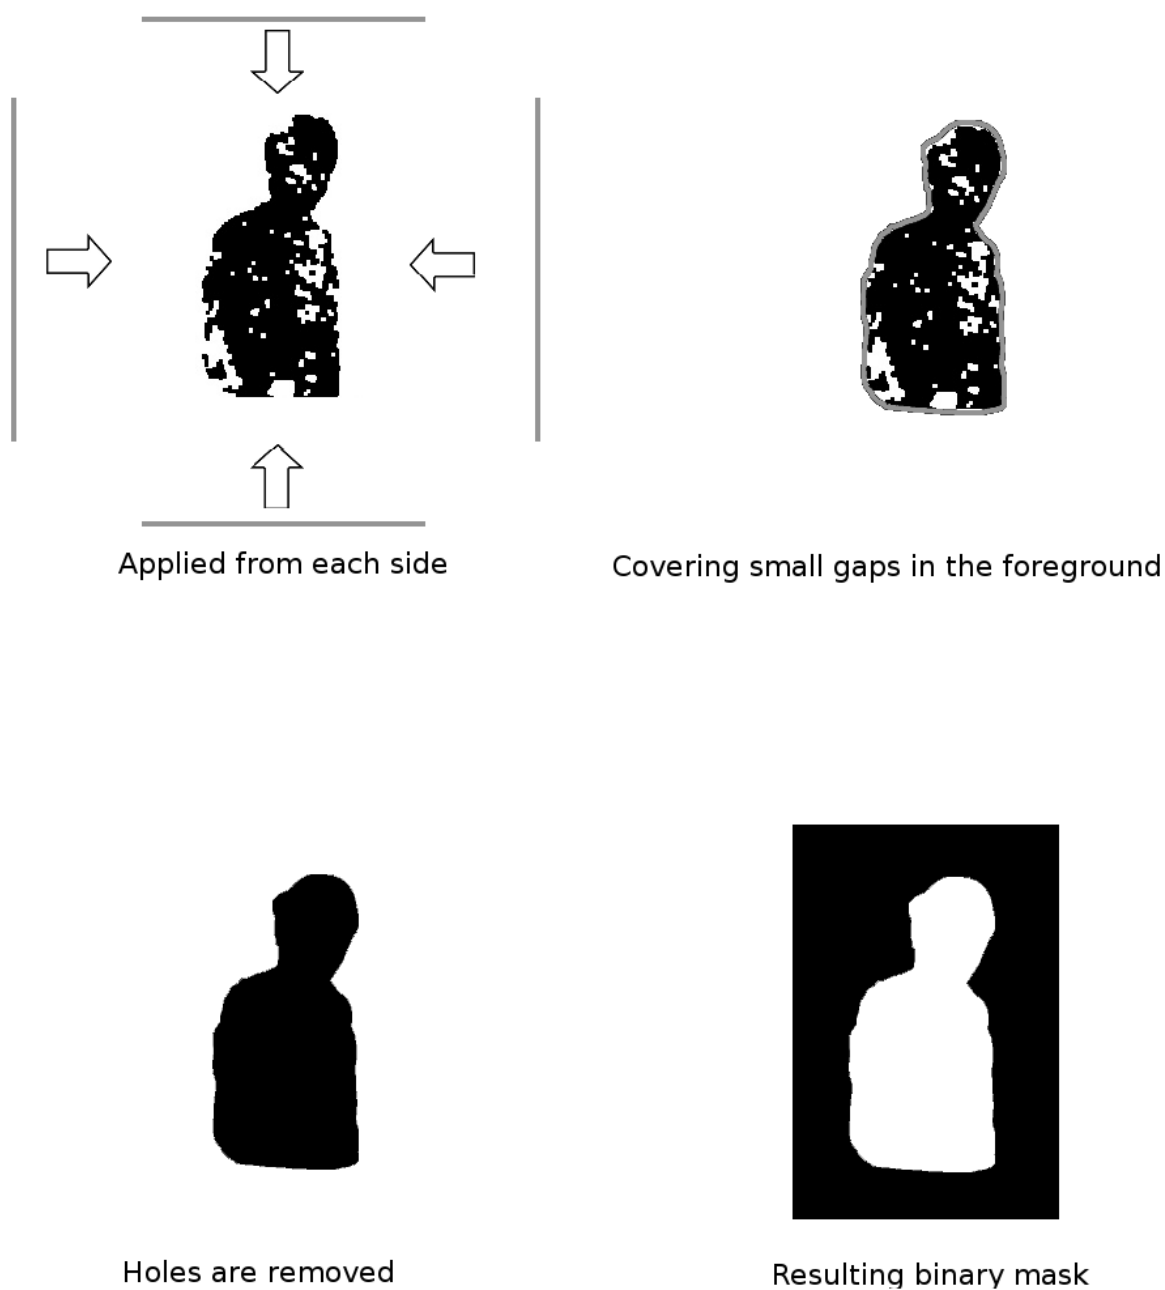 Applied from each side
Covering small gaps in the foreground
Holes are removed
Resulting binary mask